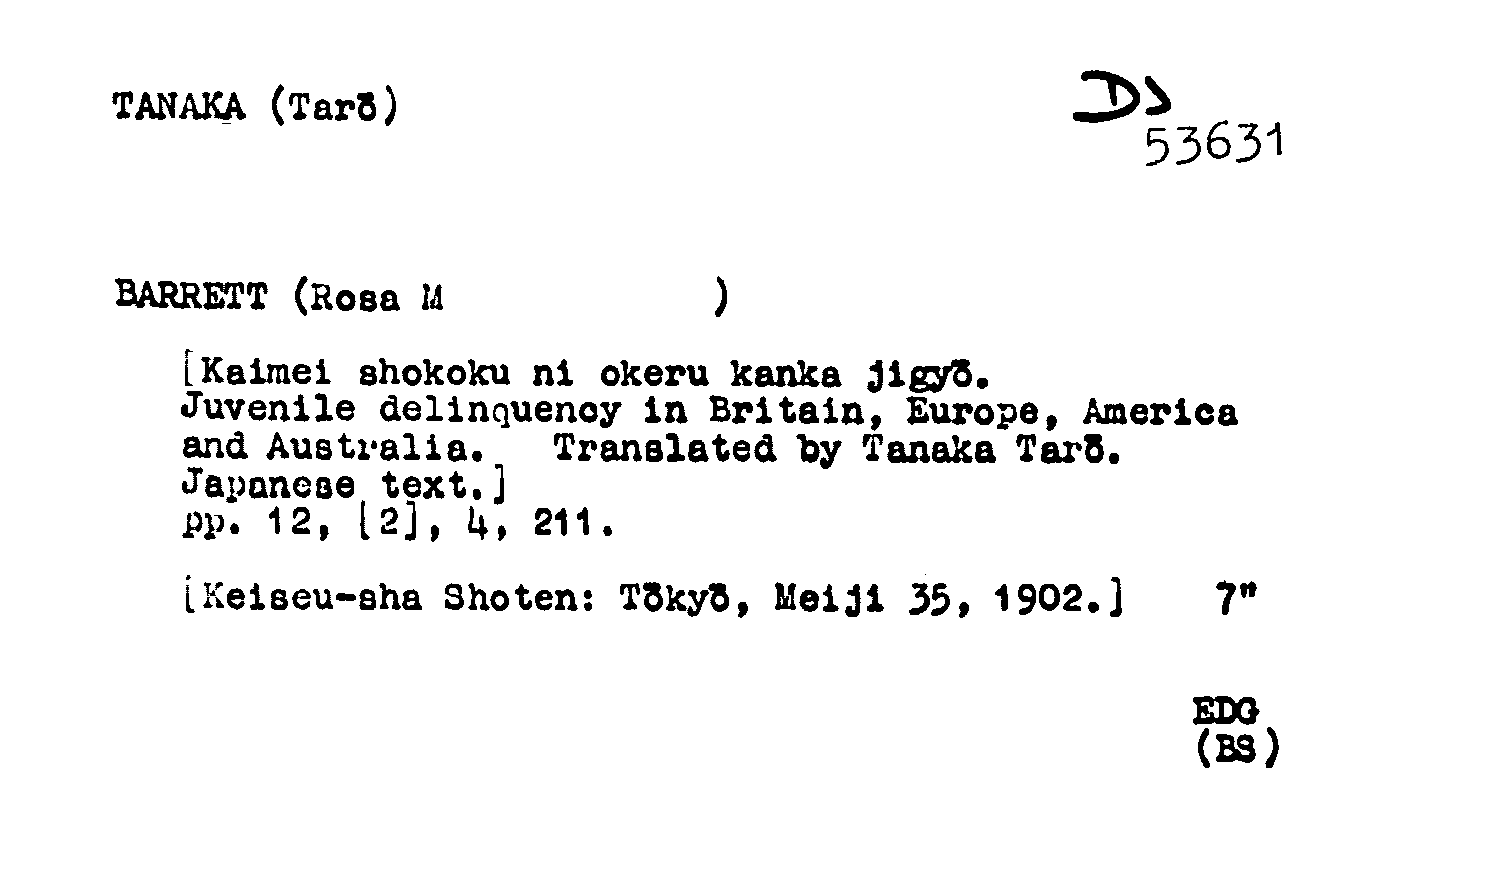 TANAKA (Tarō)
DJ
53631
BARRETT (Rosa M )
[Kaimei shokoku ni okeru kanka jigyō.
Juvenile delinquency in Britain, Europe, America
and Australia. Translated by Tanaka Tarō.
Japanese text.]
pp. 12, [2], 4, 211.
[Keiseu-sha Shoten: Tōkyō, Meiji 35, 1902.] 7"
EDG
(BS)